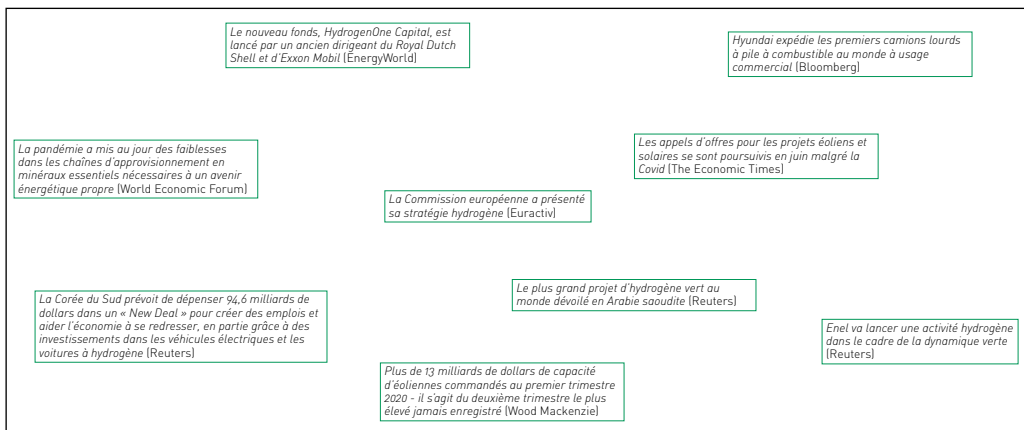 Le nouveau fonds, HydrogenOne Capital, est
lancé par un ancien dirigeant du Royal Dutch
Shell et d'Exxon Mobil (EnergyWorld)
Hyundai expédie les premiers camions lourds
à pile à combustible au monde à usage
commercial (Bloomberg)
La pandémie a mis au jour des faiblesses
dans les chaînes d'approvisionnement en
minéraux essentiels nécessaires à un avenir
énergétique propre (World Economic Forum)
Les appels d'offres pour les projets éoliens et
solaires se sont poursuivis en juin malgré la
Covid (The Economic Times)
La Commission européenne a présenté
sa stratégie hydrogène (Euractiv)
La Corée du Sud prévoit de dépenser 94,6 milliards de
dollars dans un « New Deal » pour créer des emplois et
aider l'économie à se redresser, en partie grâce à des
investissements dans les véhicules électriques et les
voitures à hydrogène (Reuters)
Le plus grand projet d'hydrogène vert au
monde dévoilé en Arabie saoudite (Reuters)
Enel va lancer une activité hydrogène
dans le cadre de la dynamique verte
(Reuters)
Plus de 13 milliards de dollars de capacité
d'éoliennes commandés au premier trimestre
2020 - il s'agit du deuxième trimestre le plus
élevé jamais enregistré (Wood Mackenzie)